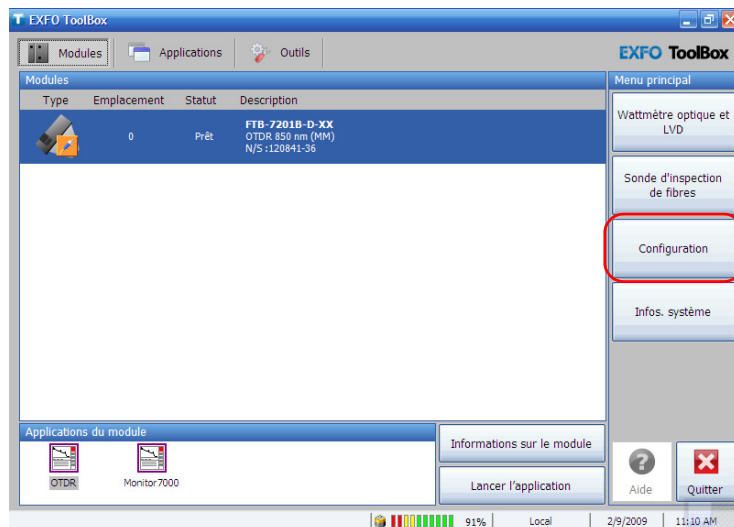 EXFO ToolBox
Modules
Applications
Outils
EXFO ToolBox
Modules
Menu principal
Type Emplacement Statut Description
0 Prêt
FTB-7201B-D-XX
OTDR 850 nm (MM)
N/S :120841-36
Wattmètre optique et
LVD
Sonde d'inspection
de fibres
Configuration
Infos. système
Applications du module
OTDR
Monitor7000
Informations sur le module
Lancer l'application
Aide
Quitter
91% Local 2/9/2009 11:10 AM